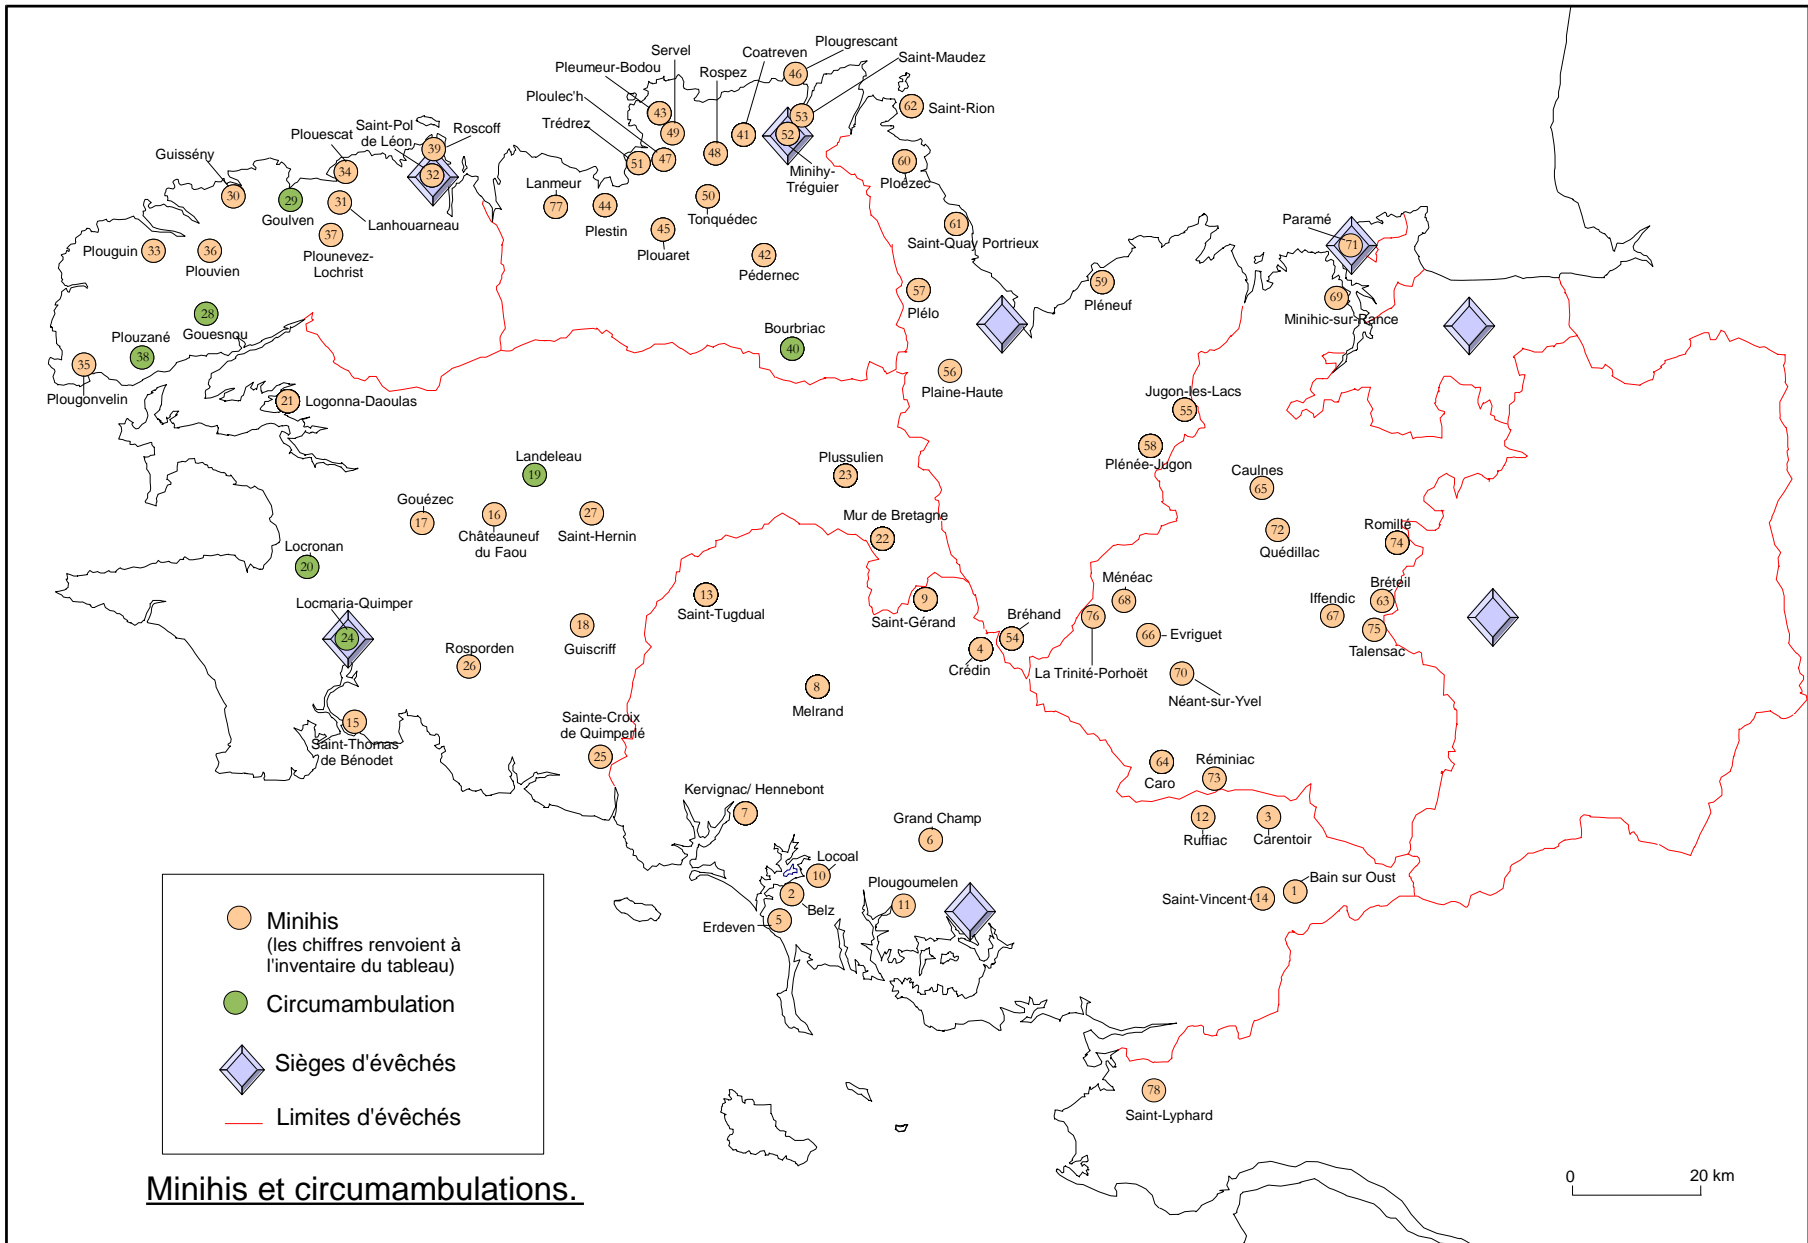 Plougrescant
46
Servel
Coatreven
Saint-Maudez
Pleumeur-Bodou
Rospez
Ploulec'h
43
53
62
Saint-Rion
Trédrez
49
41
52
Saint-Pol
de Léon
Roscoff
39
Plouescat
51
47
48
Minihy-
Tréguier
60
Ploézec
Guissény
34
32
Lanmeur
30
29
Goulven
31
Lanhouarneau
77
44
Plestin
50
Tonquédec
61
Saint-Quay Portrieux
Paramé
71
37
Plounevez-
Lochrist
45
Plouaret
Plouguin
33
36
Plouvien
42
Pédernec
57
Plélo
59
Pléneuf
69
Minihic-sur-Rance
28
Gouesnou
Plouzané
38
Bourbriac
40
35
Plougonvelin
56
Plaine-Haute
21
Logonna-Daoulas
Jugon-les-Lacs
55
58
Plénée-Jugon
Landeleau
19
Plussulien
23
Caulnes
65
Gouézec
17
16
Châteauneuf
du Faou
27
Saint-Hernin
Mur de Bretagne
22
72
Quédillac
Romillé
74
Locronan
20
13
Saint-Tugdual
9
Saint-Gérand
Ménéac
68
Bréteil
63
Iffendic
67
Locmaria-Quimper
24
18
Guiscriff
Bréhand
54
76
La Trinité-Porhoët
66
Evriguet
75
Talensac
Rosporden
26
4
Crédin
70
Néant-sur-Yvel
8
Melrand
15
Saint-Thomas
de Bénodet
Sainte-Croix
de Quimperlé
25
64
Caro
Réminiac
73
Kervignac/ Hennebont
7
Grand Champ
6
12
Ruffiac
3
Carentoir
Locoal
10
Plougoumelen
11
Bain sur Oust
1
Saint-Vincent
14
2
Belz
Erdeven
5
Minihis
(les chiffres renvoient à
l'inventaire du tableau)
Circumambulation
Sièges d'évêchés
Limites d'évêchés
78
Saint-Lyphard
Minihis et circumambulations.
0 20 km